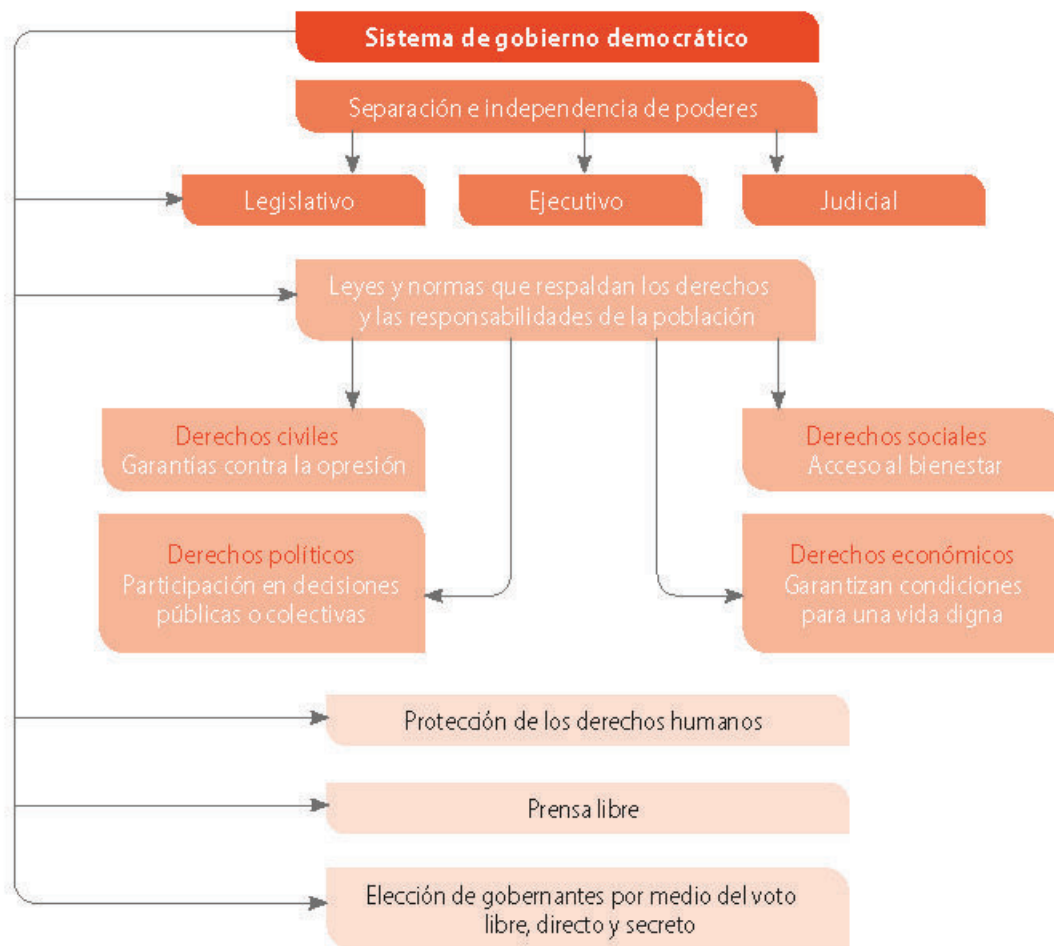 Sistema de gobierno democrático
Separación e independencia de poderes
Legislativo
Ejecutivo
Judicial
Leyes y normas que respaldan los derechos
y las responsabilidades de la población
Derechos civiles
Garantías contra la opresión
Derechos sociales
Acceso al bienestar
Derechos políticos
Participación en decisiones
públicas o colectivas
Derechos económicos
Garantizan condiciones
para una vida digna
Protección de los derechos humanos
Prensa libre
Elección de gobernantes por medio del voto
libre, directo y secreto